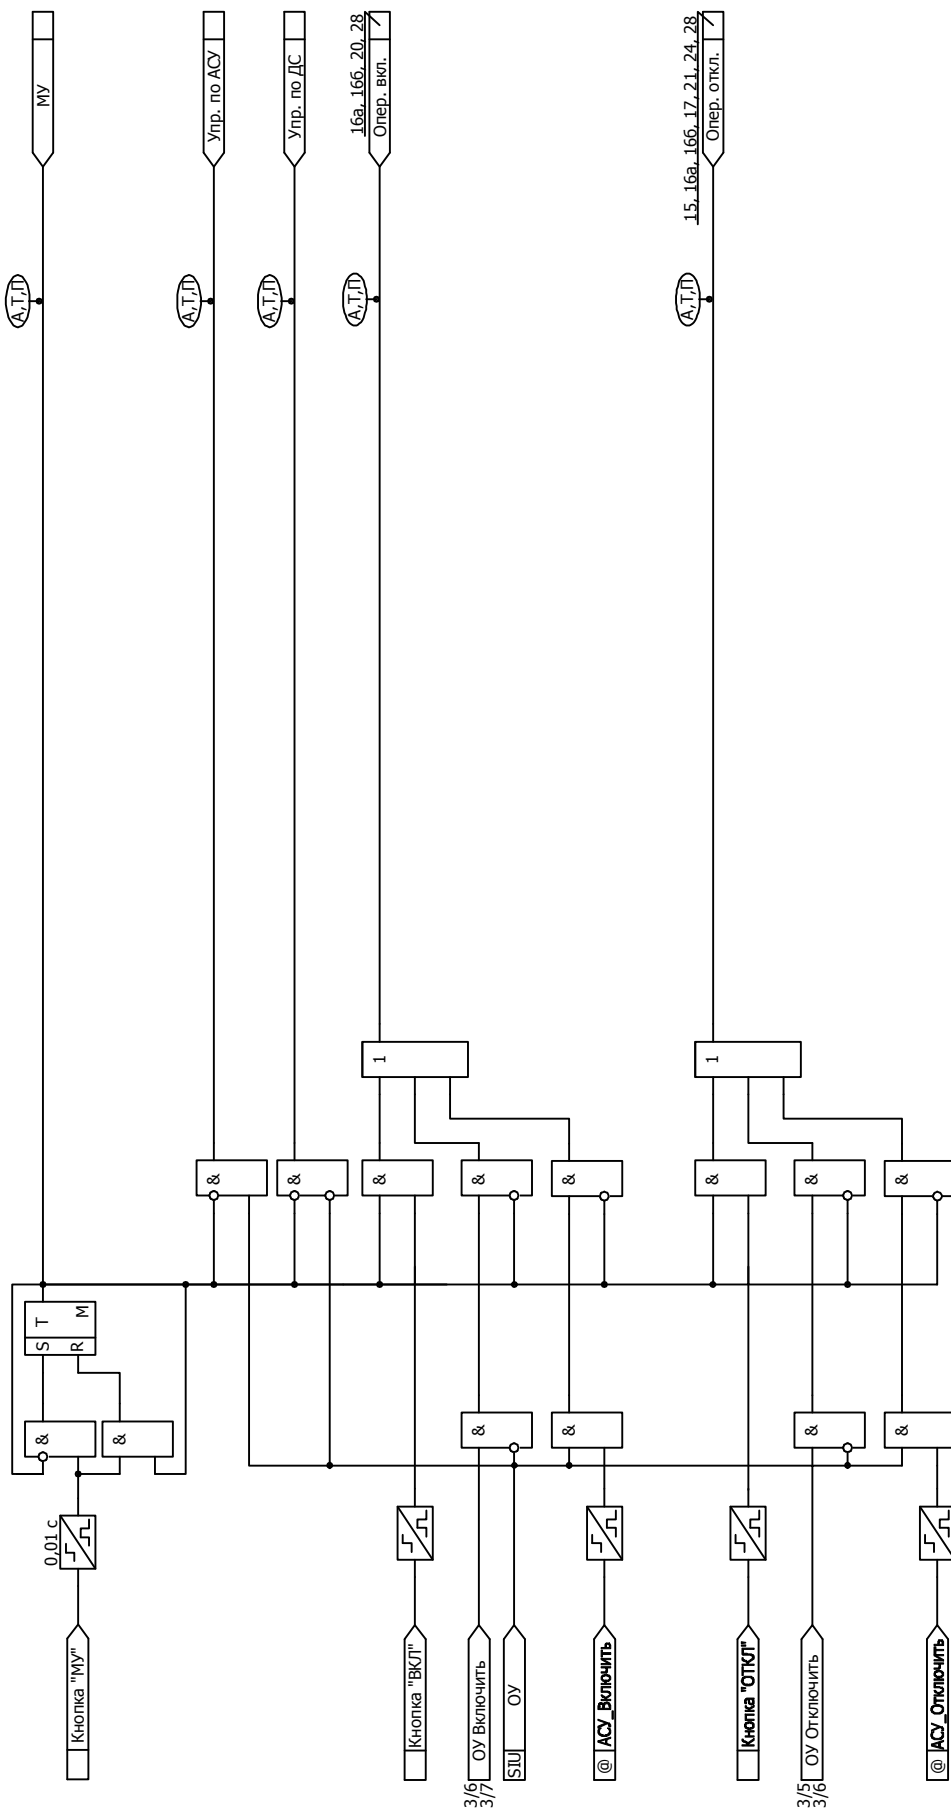 МУ
Упр. по АСУ
Упр. по ДС
16а, 16б, 20, 28
Опер. вкл.
15, 16а, 16б, 17, 21, 24, 28
Опер. откл.
А,Т,П
А,Т,П
А,Т,П
А,Т,П
А,Т,П
1
1
&
&
&
&
&
&
&
&
T
M
S
R
&
&
&
&
&
&
0,01 с
Кнопка "МУ"
Кнопка "ВКЛ"
3/6
3/7
ОУ Включить
SIU
ОУ
@
АСУ_Включить
Кнопка "ОТКЛ"
3/5
3/6
ОУ Отключить
@
АСУ_Отключить